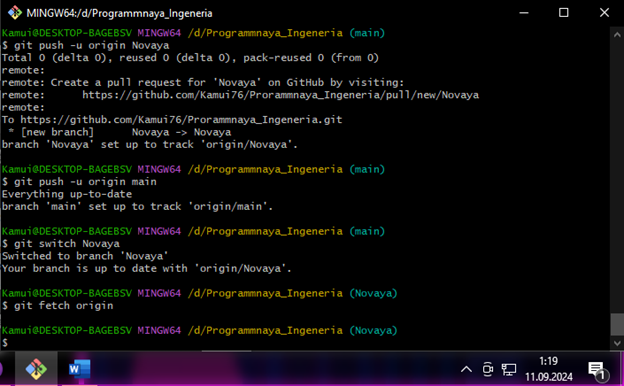 MINGW64:/d/Programmnaya_Ingeneria
Kamui@DESKTOP-BAGEBSV MINGW64 /d/Programmnaya_Ingeneria (main)
$ git push -u origin Novaya
Total 0 (delta 0), reused 0 (delta 0), pack-reused 0 (from 0)
remote:
remote: Create a pull request for 'Novaya' on GitHub by visiting:
remote:      https://github.com/Kamui76/Prorammnaya_Ingeneria/pull/new/Novaya
remote:
To https://github.com/Kamui76/Prorammnaya_Ingeneria.git
 * [new branch]      Novaya -> Novaya
branch 'Novaya' set up to track 'origin/Novaya'.
Kamui@DESKTOP-BAGEBSV MINGW64 /d/Programmnaya_Ingeneria (main)
$ git push -u origin main
Everything up-to-date
branch 'main' set up to track 'origin/main'.
Kamui@DESKTOP-BAGEBSV MINGW64 /d/Programmnaya_Ingeneria (main)
$ git switch Novaya
Switched to branch 'Novaya'
Your branch is up to date with 'origin/Novaya'.
Kamui@DESKTOP-BAGEBSV MINGW64 /d/Programmnaya_Ingeneria (Novaya)
$ git fetch origin
Kamui@DESKTOP-BAGEBSV MINGW64 /d/Programmnaya_Ingeneria (Novaya)
$
W
1:19
11.09.2024
1